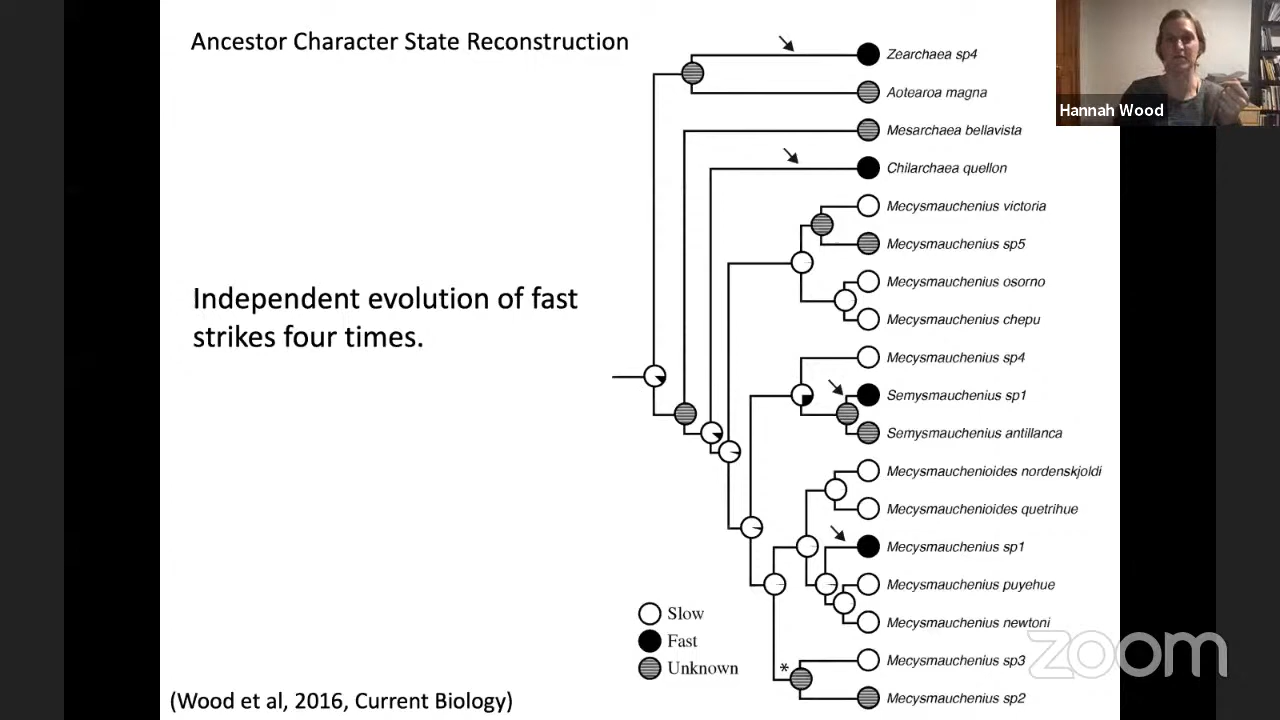 Ancestor Character State Reconstruction
Zearchaea sp4
Aotearoa magna
Hannah Wood
Mesarchaea bellavista
Chilarchaea quellon
Mecysmauchenius victoria
Mecysmauchenius sp5
Mecysmauchenius osorno
Independent evolution of fast
strikes four times.
Mecysmauchenius chepu
Mecysmauchenius sp4
Semysmauchenius sp1
Semysmauchenius antillanca
Mecysmauchenioides nordenskjoldi
Mecysmauchenioides quetrihue
Mecysmauchenius sp1
Mecysmauchenius puyehue
Slow
Mecysmauchenius newtoni
Fast
zoom
*
Mecysmauchenius sp3
Unknown
Mecysmauchenius sp2
(Wood et al, 2016, Current Biology)